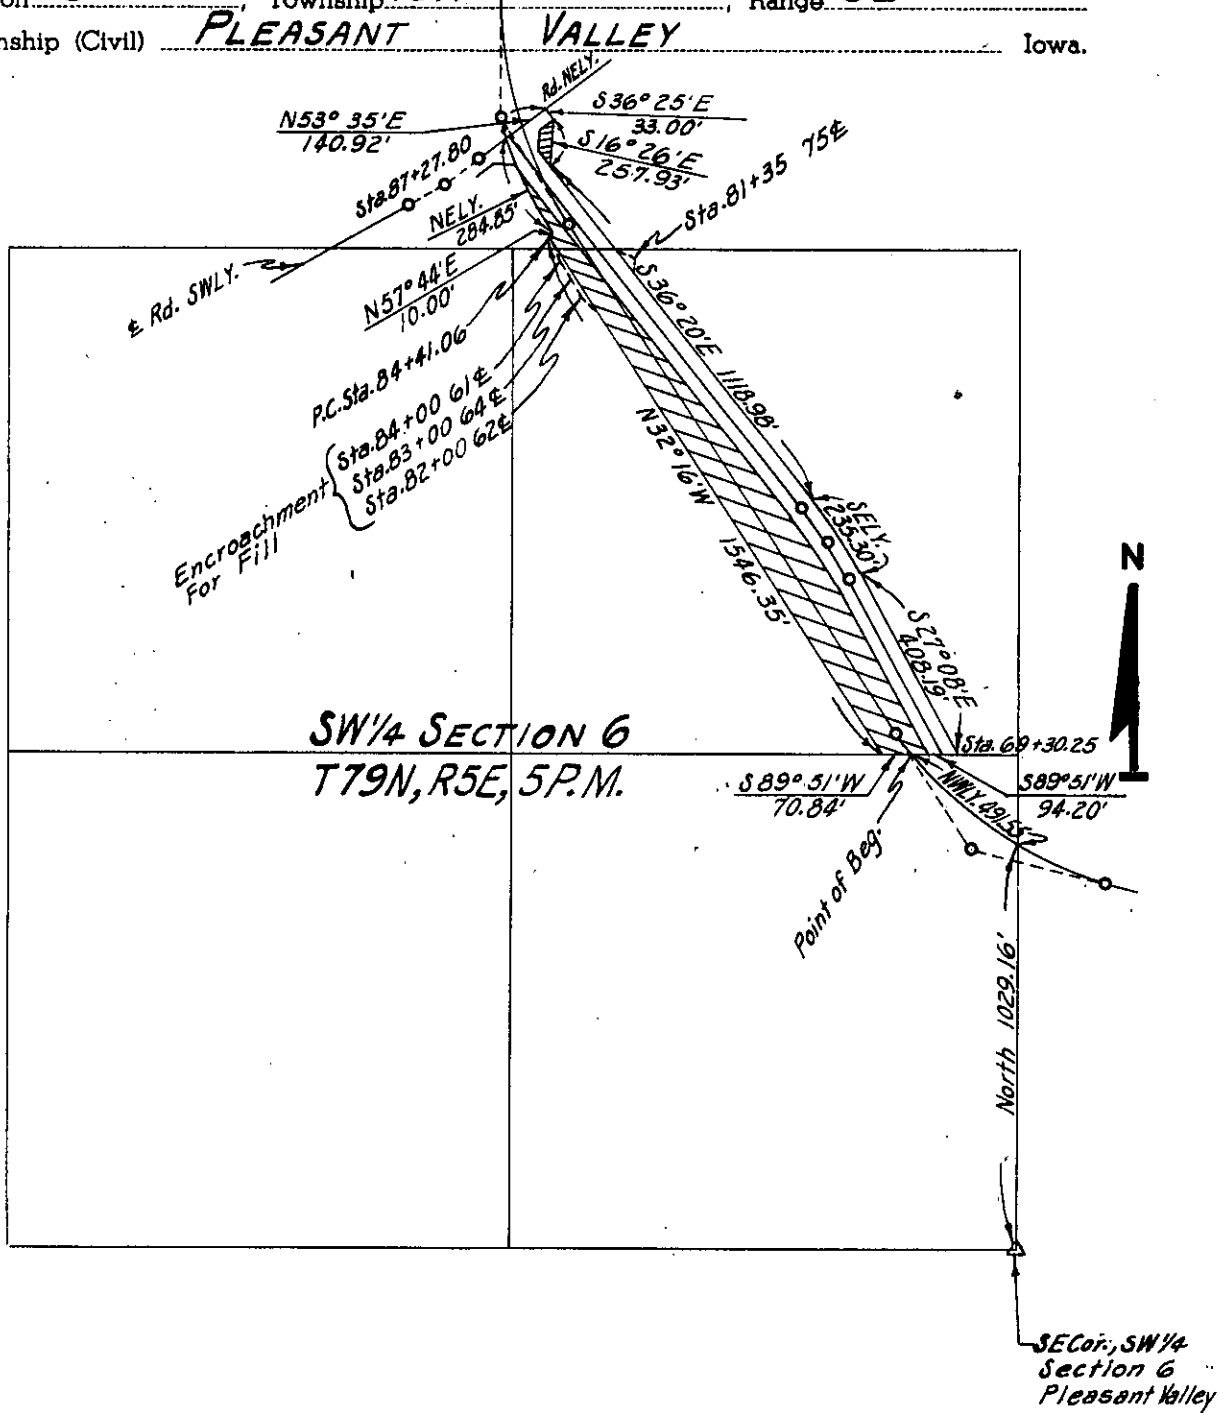 Township
Range
nship (Civil) PLEASANT VALLEY Iowa.
Rd. NELY.
N53° 35'E
140.92'
S36° 25'E
33.00'
S16° 26'E
257.93'
Sta.87+27.80
Sta.81+35 75℄
NELY.
284.85'
℄ Rd. SWLY.
N57° 44'E
10.00'
S36° 20'E 1118.98'
P.C.Sta.84+41.06
Encroachment
For Fill
Sta.84+00 61℄
Sta.83+00 64℄
Sta.82+00 62℄
N32° 16'W
1546.35'
SELY.
235.30'
N
S27° 08'E
408.19'
SW1/4 SECTION 6
T79N, R5E, 5P.M.
Sta. 69+30.25
S89° 51'W
70.84'
S89° 51'W
94.20'
NWLY. 491.55'
Point of Beg.
North 1029.16'
SE Cor., SW 1/4
Section 6
Pleasant Valley